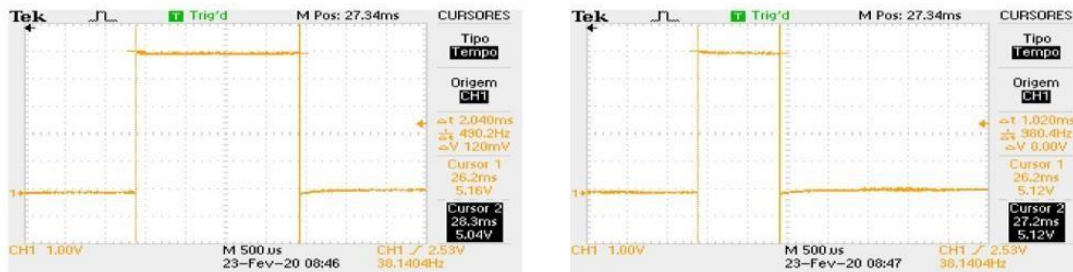 Tek Trig'd M Pos: 27.34ms CURSORES
Tipo
Tempo
Origem
CH1
Δt 2.040ms
1/Δt 490.2Hz
ΔV 120mV
Cursor 1
26.2ms
5.16V
Cursor 2
28.3ms
5.04V
1
CH1 1.00V M 500us CH1 / 2.53V
23-Fev-20 08:46 38.1404Hz
Tek Trig'd M Pos: 27.34ms CURSORES
Tipo
Tempo
Origem
CH1
Δt 1.020ms
1/Δt 980.4Hz
ΔV 0.00V
Cursor 1
26.2ms
5.12V
Cursor 2
27.2ms
5.12V
1
CH1 1.00V M 500us CH1 / 2.53V
23-Fev-20 08:47 38.1404Hz